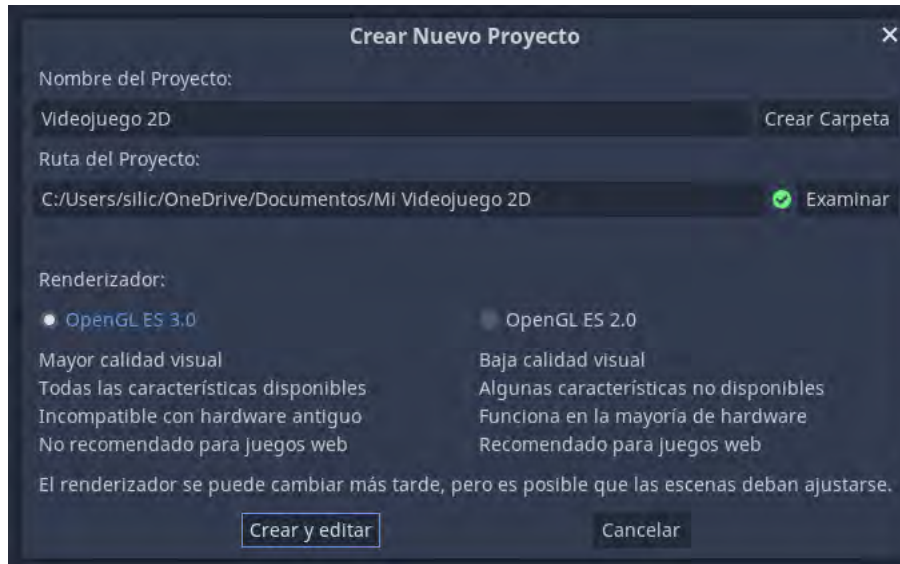 Crear Nuevo Proyecto
Nombre del Proyecto:
Videojuego 2D Crear Carpeta
Ruta del Proyecto:
C:/Users/silic/OneDrive/Documentos/Mi Videojuego 2D Examinar
Renderizador:
OpenGL ES 3.0 OpenGL ES 2.0
Mayor calidad visual Baja calidad visual
Todas las características disponibles Algunas características no disponibles
Incompatible con hardware antiguo Funciona en la mayoría de hardware
No recomendado para juegos web Recomendado para juegos web
El renderizador se puede cambiar más tarde, pero es posible que las escenas deban ajustarse.
Crear y editar Cancelar